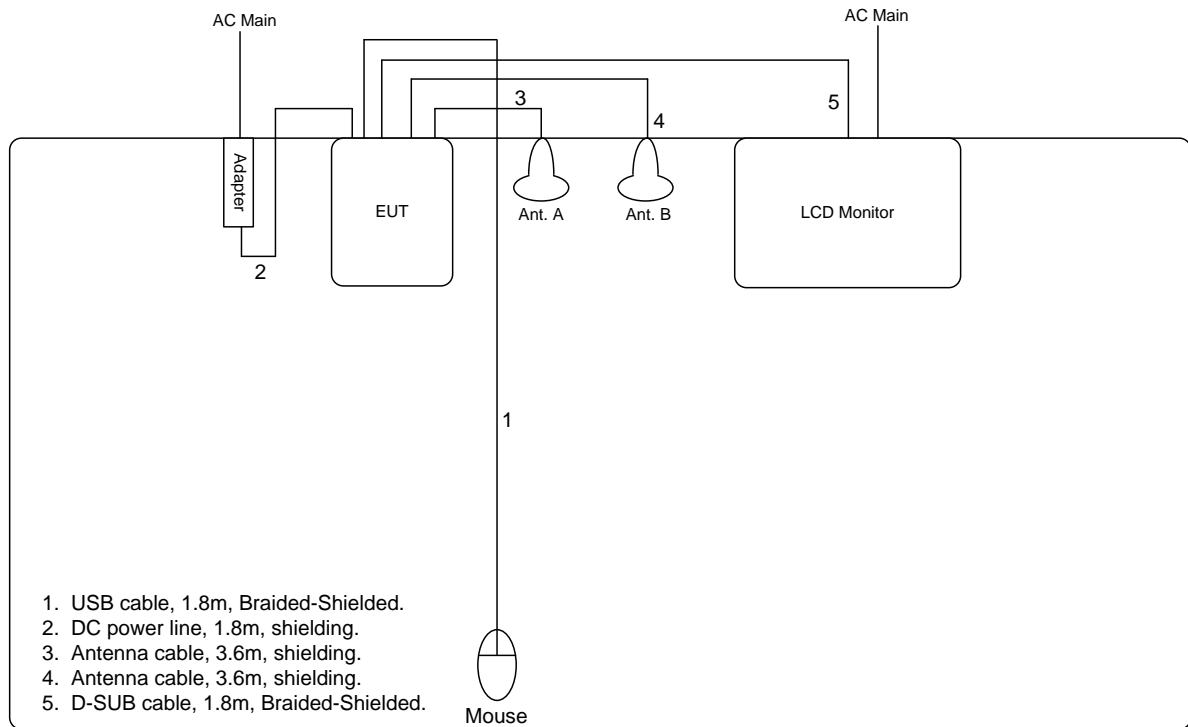 AC Main
AC Main
3
5
4
Adapter
EUT
Ant. A
Ant. B
LCD Monitor
2
1
1. USB cable, 1.8m, Braided-Shielded.
2. DC power line, 1.8m, shielding.
3. Antenna cable, 3.6m, shielding.
4. Antenna cable, 3.6m, shielding.
5. D-SUB cable, 1.8m, Braided-Shielded.
Mouse